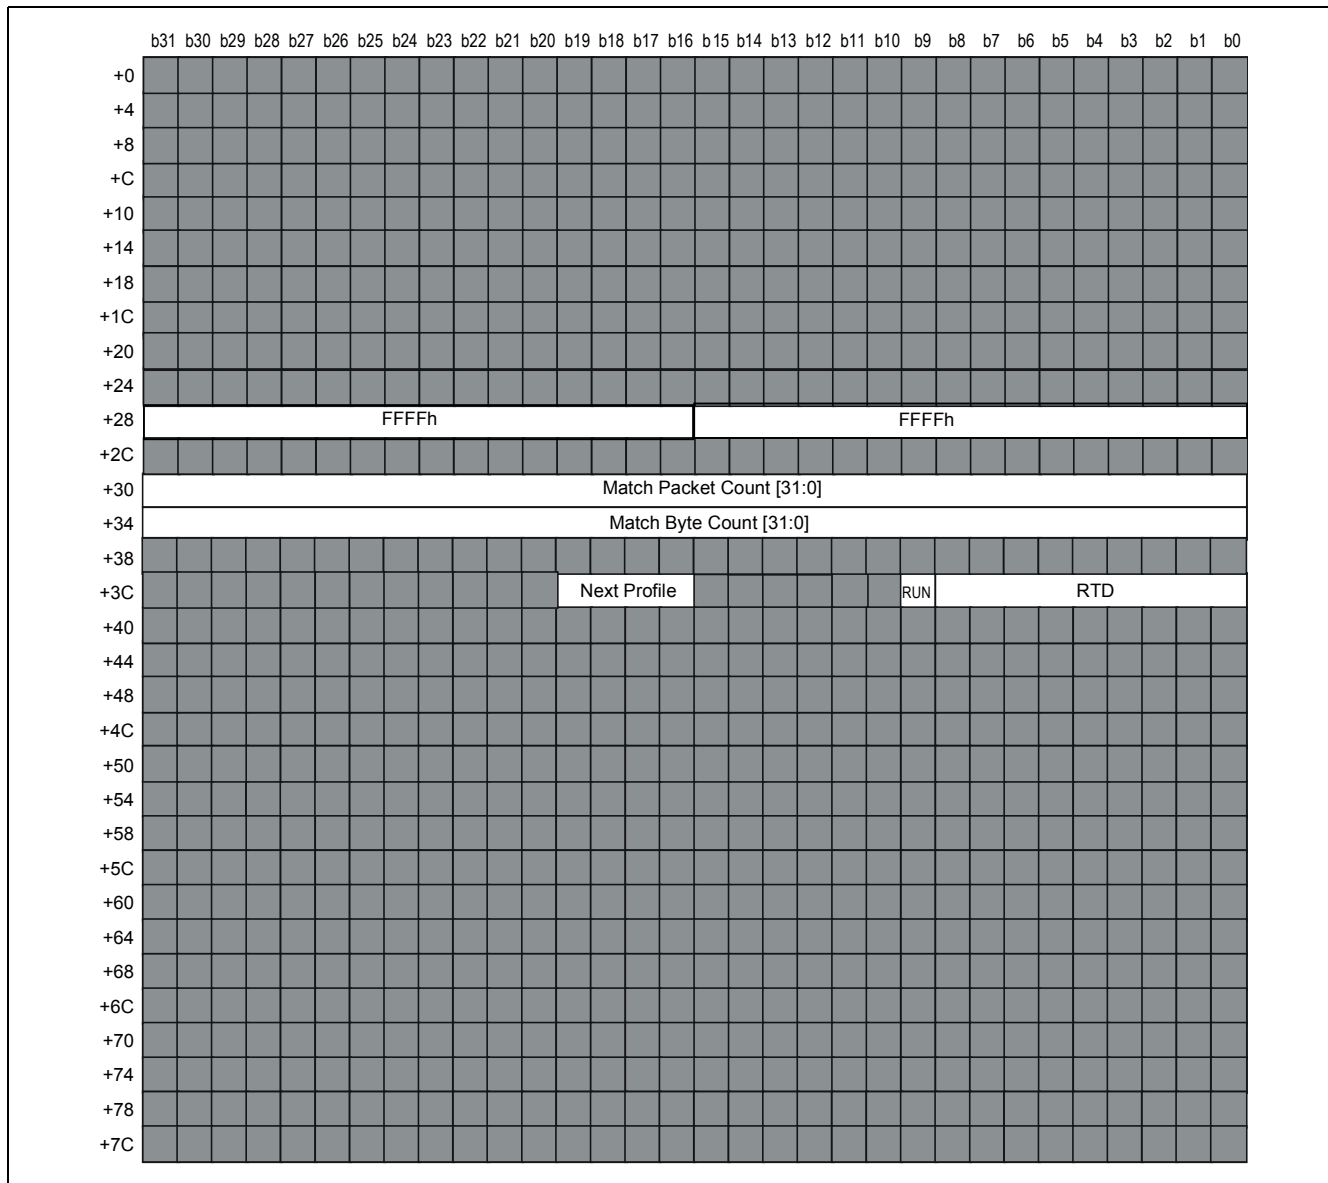 b31 b30 b29 b28 b27 b26 b25 b24 b23 b22 b21 b20 b19 b18 b17 b16 b15 b14 b13 b12 b11 b10 b9 b8 b7 b6 b5 b4 b3 b2 b1 b0
+0
+4
+8
+C
+10
+14
+18
+1C
+20
+24
+28 FFFFh FFFFh
+2C
+30 Match Packet Count [31:0]
+34 Match Byte Count [31:0]
+38
+3C Next Profile RUN RTD
+40
+44
+48
+4C
+50
+54
+58
+5C
+60
+64
+68
+6C
+70
+74
+78
+7C